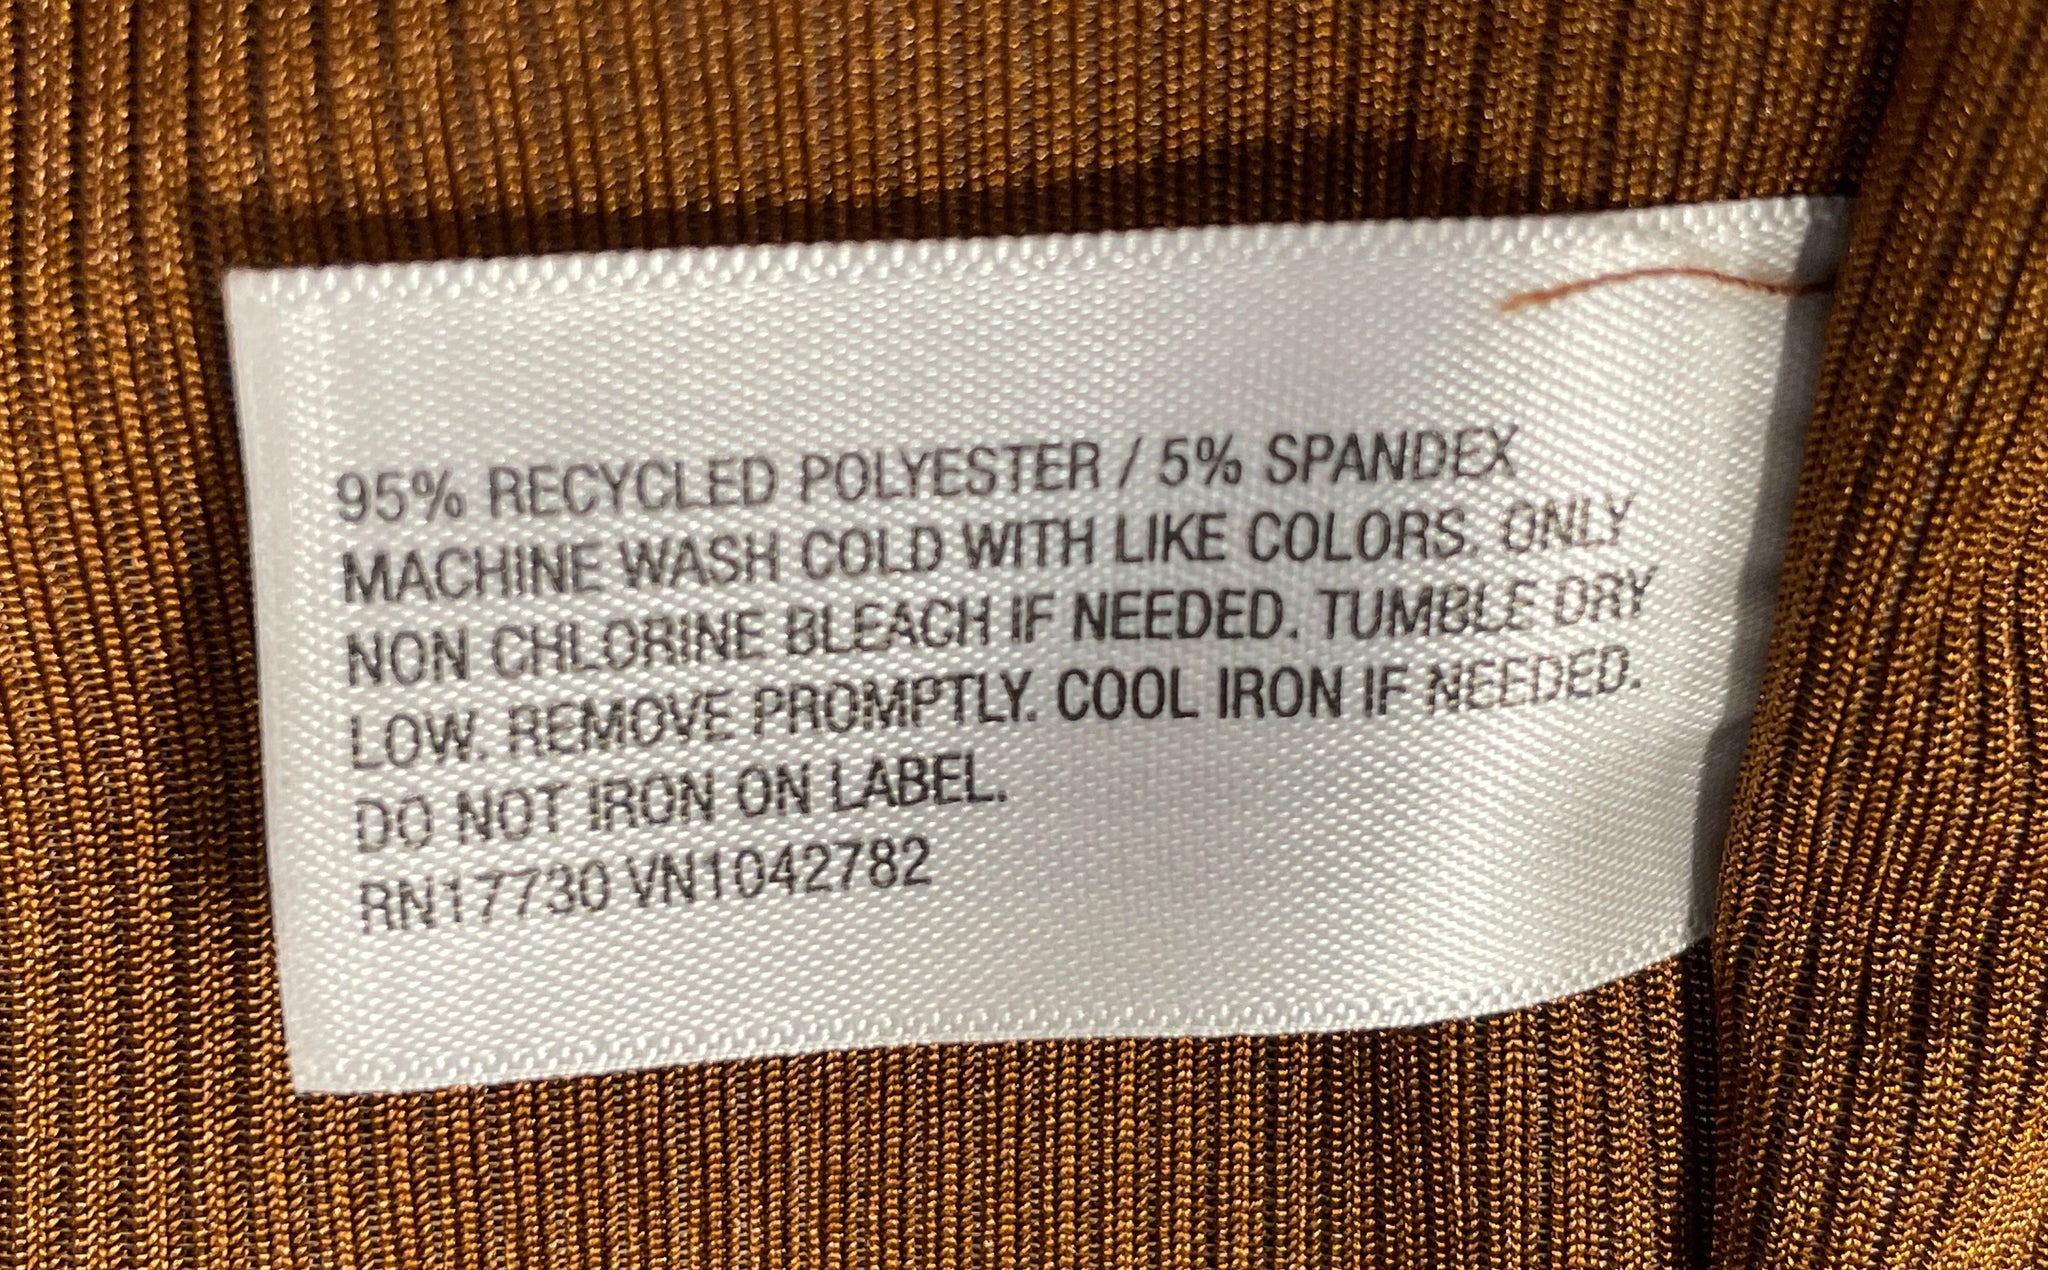 95% RECYCLED POLYESTER / 5% SPANDEX
MACHINE WASH COLD WITH LIKE COLORS. ONLY
NON CHLORINE BLEACH IF NEEDED. TUMBLE DRY
LOW. REMOVE PROMPTLY. COOL IRON IF NEEDED.
DO NOT IRON ON LABEL.
RN17730 VN1042782